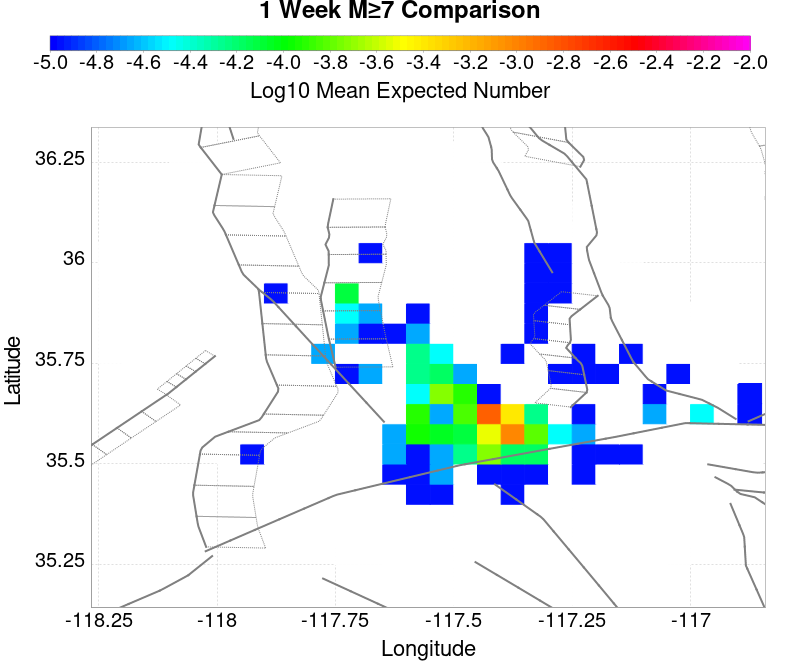 1 Week M≥7 Comparison
-5.0 -4.8 -4.6 -4.4 -4.2 -4.0 -3.8 -3.6 -3.4 -3.2 -3.0 -2.8 -2.6 -2.4 -2.2 -2.0
Log10 Mean Expected Number
36.25
36
35.75
35.5
35.25
Latitude
-118.25 -118 -117.75 -117.5 -117.25 -117
Longitude